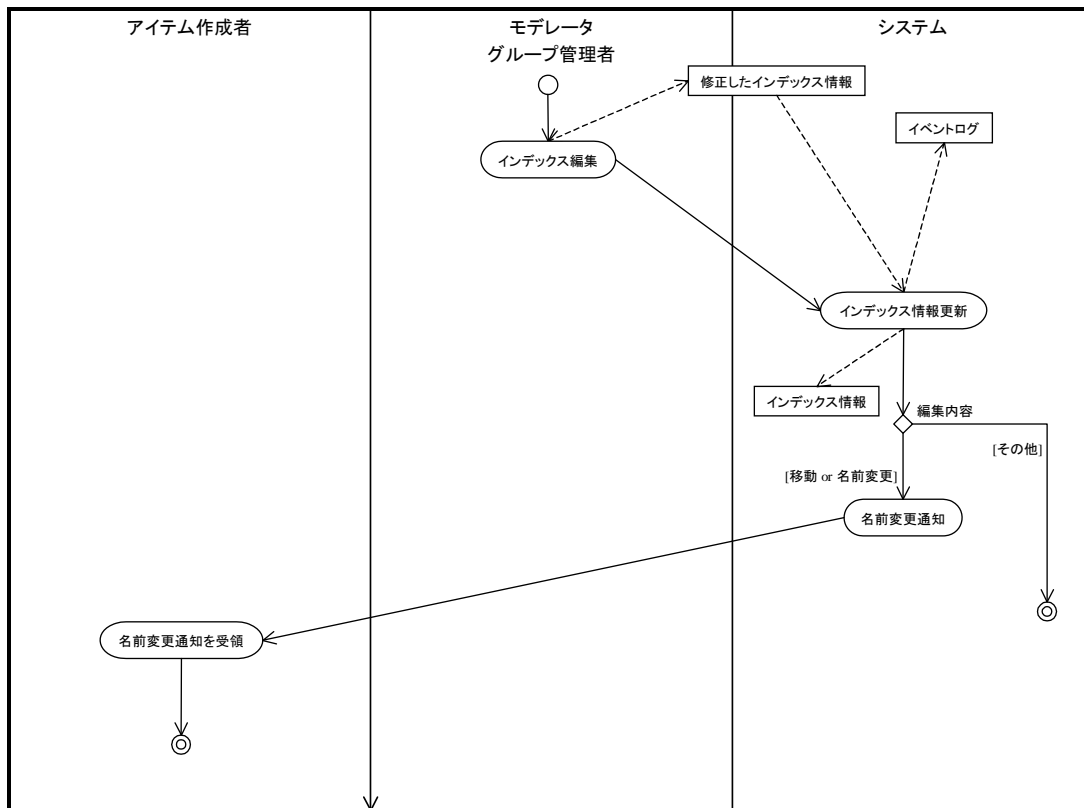 アイテム作成者
モデレータ
グループ管理者
システム
修正したインデックス情報
イベントログ
インデックス編集
インデックス情報更新
インデックス情報
編集内容
[その他]
[移動 or 名前変更]
名前変更通知
名前変更通知を受領